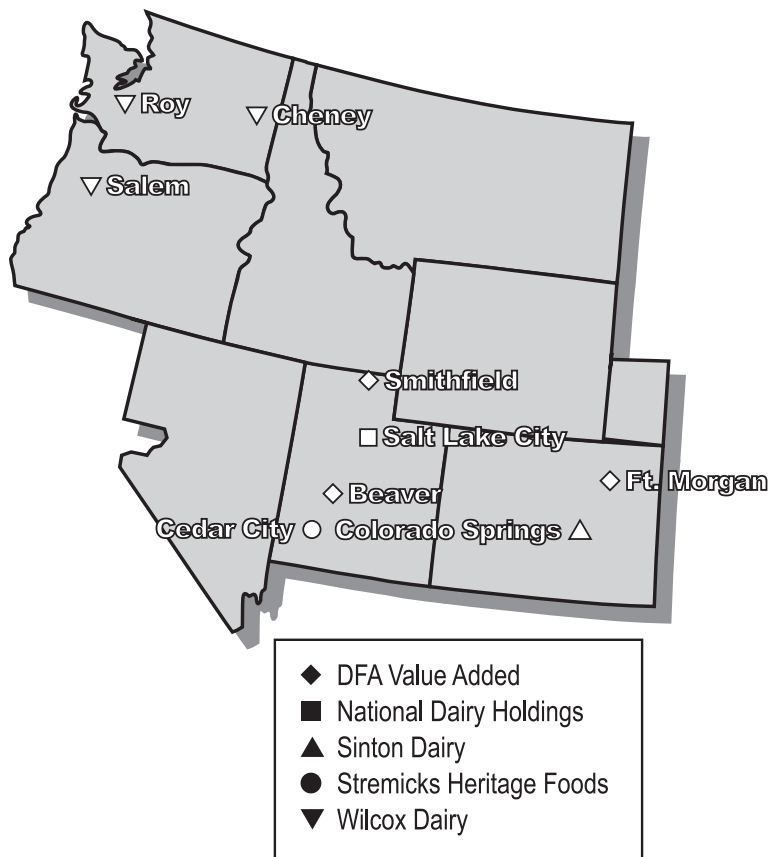 Roy
Cheney
Salem
Smithfield
Salt Lake City
Ft. Morgan
Beaver
Cedar City
Colorado Springs
DFA Value Added
National Dairy Holdings
Sinton Dairy
Stremicks Heritage Foods
Wilcox Dairy